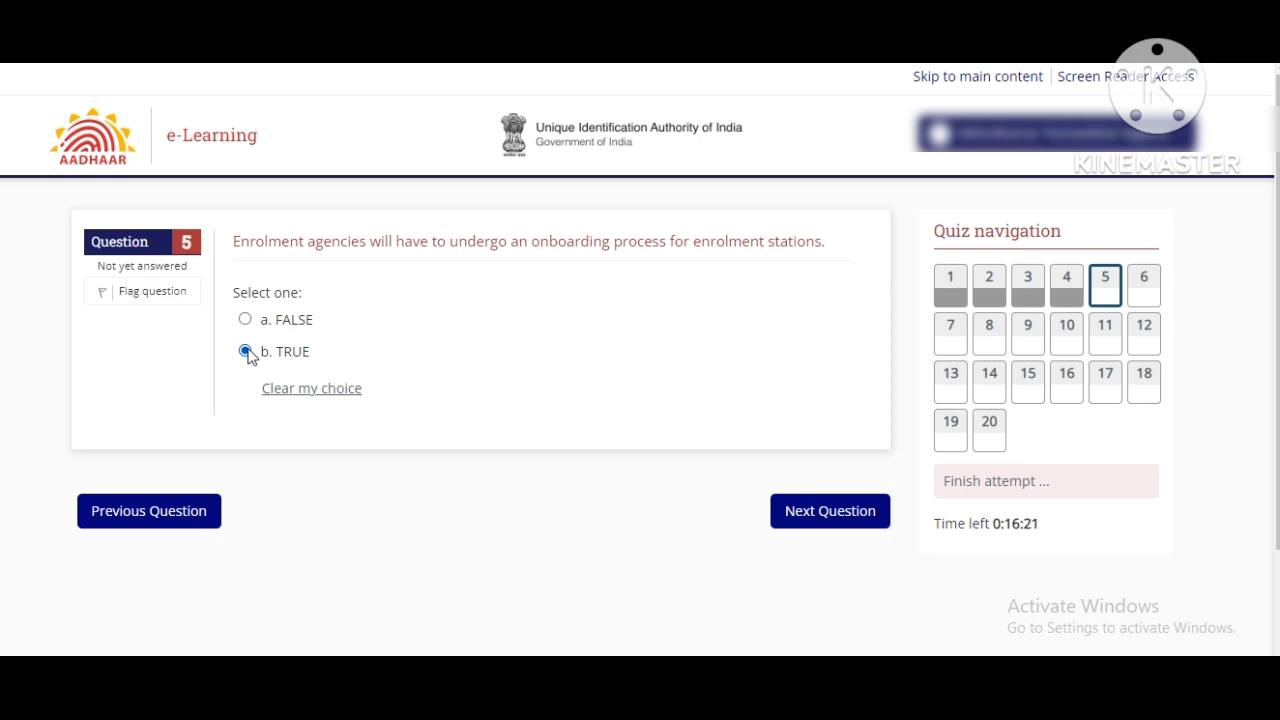 Skip to main content
Screen Reader Access
AADHAAR
e-Learning
Unique Identification Authority of India
Government of India
KINEMASTER
Question 5
Not yet answered
Flag question
Enrolment agencies will have to undergo an onboarding process for enrolment stations.
Select one:
a. FALSE
b. TRUE
Clear my choice
Previous Question
Next Question
Quiz navigation
1 2 3 4 5 6
7 8 9 10 11 12
13 14 15 16 17 18
19 20
Finish attempt ...
Time left 0:16:21
Activate Windows
Go to Settings to activate Windows.